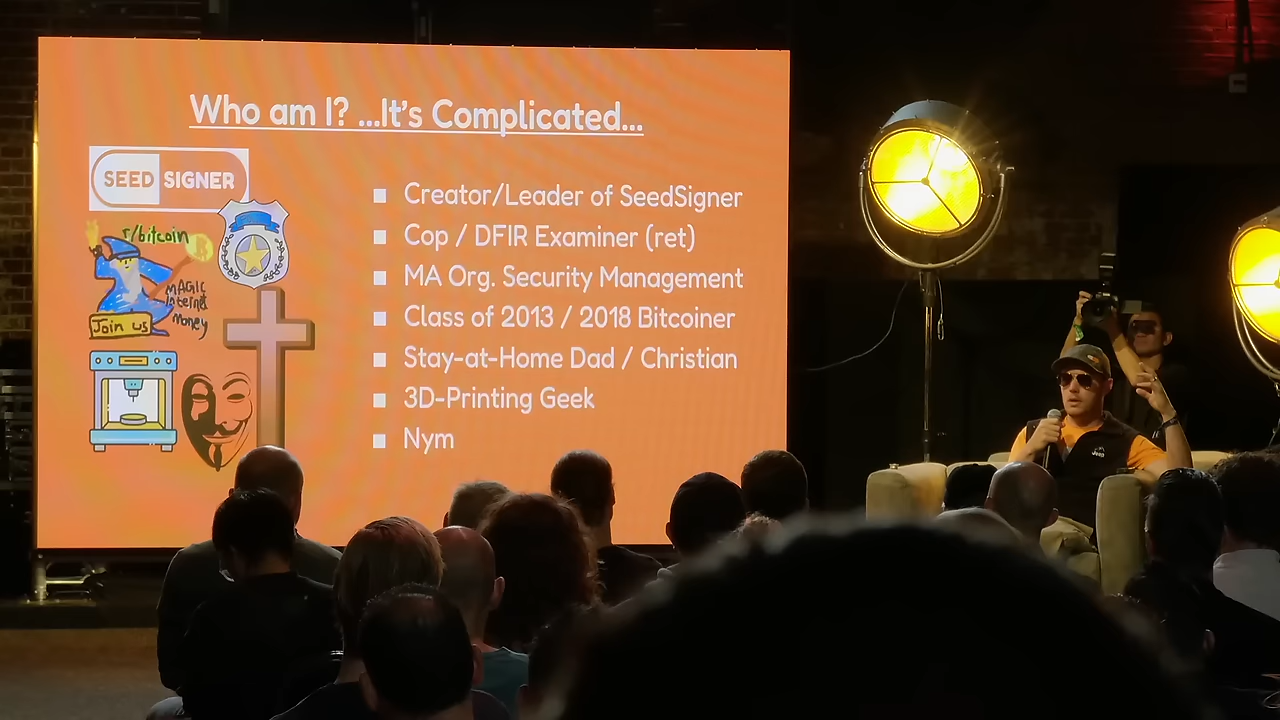 Who am I? ...It's Complicated...
SEED SIGNER
r/bitcoin
MAGIC
Internet
Money
Join us
Creator/Leader of SeedSigner
Cop / DFIR Examiner (ret)
MA Org. Security Management
Class of 2013 / 2018 Bitcoiner
Stay-at-Home Dad / Christian
3D-Printing Geek
Nym
Jeep